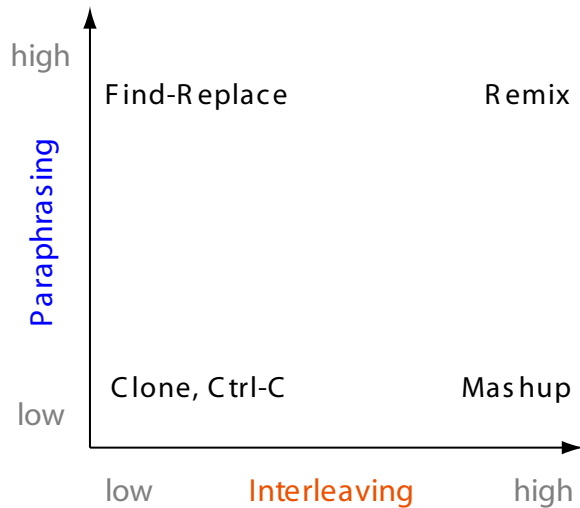 high
Find-Replace Remix
Paraphrasing
Clone, Ctrl-C Mashup
low
low Interleaving high